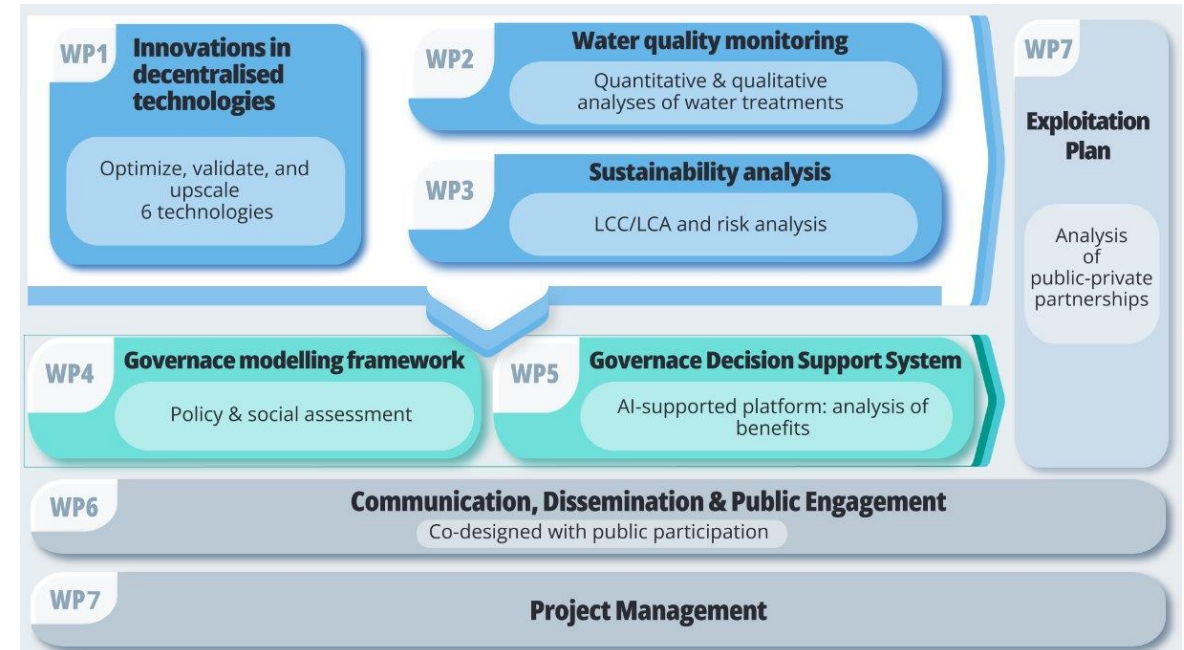 WP1
Innovations in
decentralised
technologies
Optimize, validate, and
upscale
6 technologies
WP2
Water quality monitoring
Quantitative & qualitative
analyses of water treatments
WP3
Sustainability analysis
LCC/LCA and risk analysis
WP7
Exploitation
Plan
Analysis
of
public-private
partnerships
WP4
Governace modelling framework
Policy & social assessment
WP5
Governace Decision Support System
AI-supported platform: analysis of
benefits
WP6
Communication, Dissemination & Public Engagement
Co-designed with public participation
WP7
Project Management